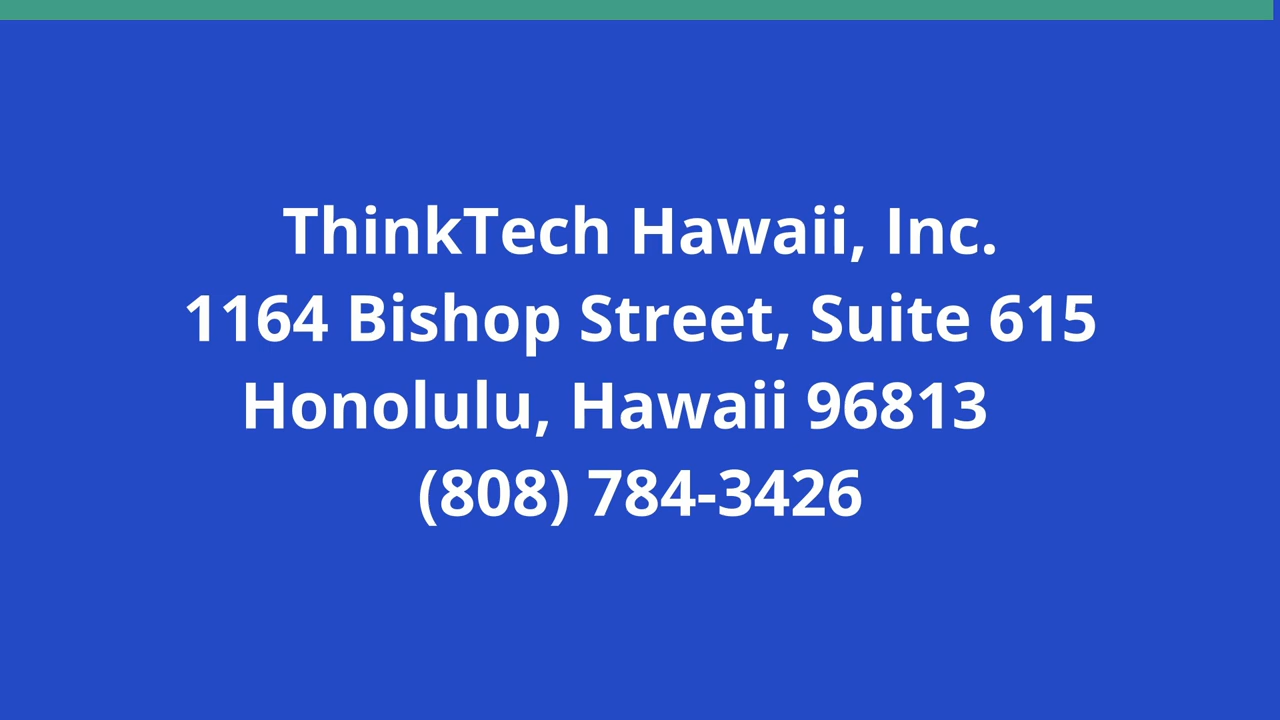 ThinkTech Hawaii, Inc.
1164 Bishop Street, Suite 615
Honolulu, Hawaii 96813
(808) 784-3426